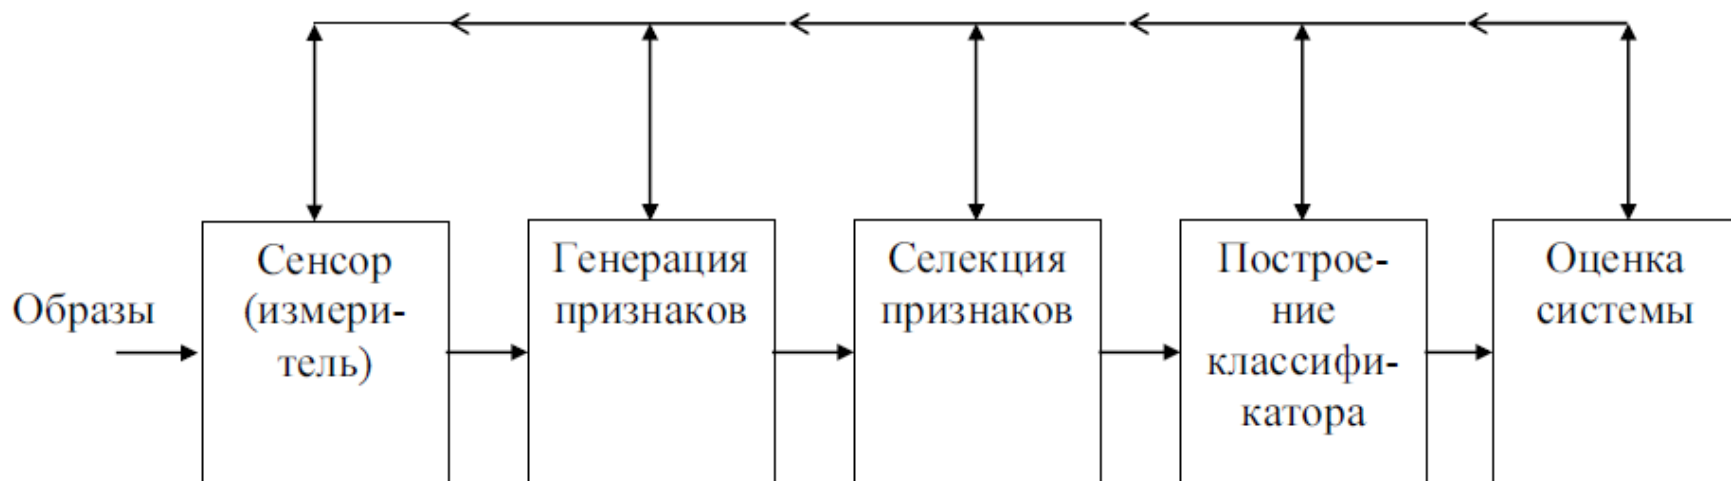 Образы
Сенсор
(измери-
тель)
Генерация
признаков
Селекция
признаков
Построе-
ние
классифи-
катора
Оценка
системы